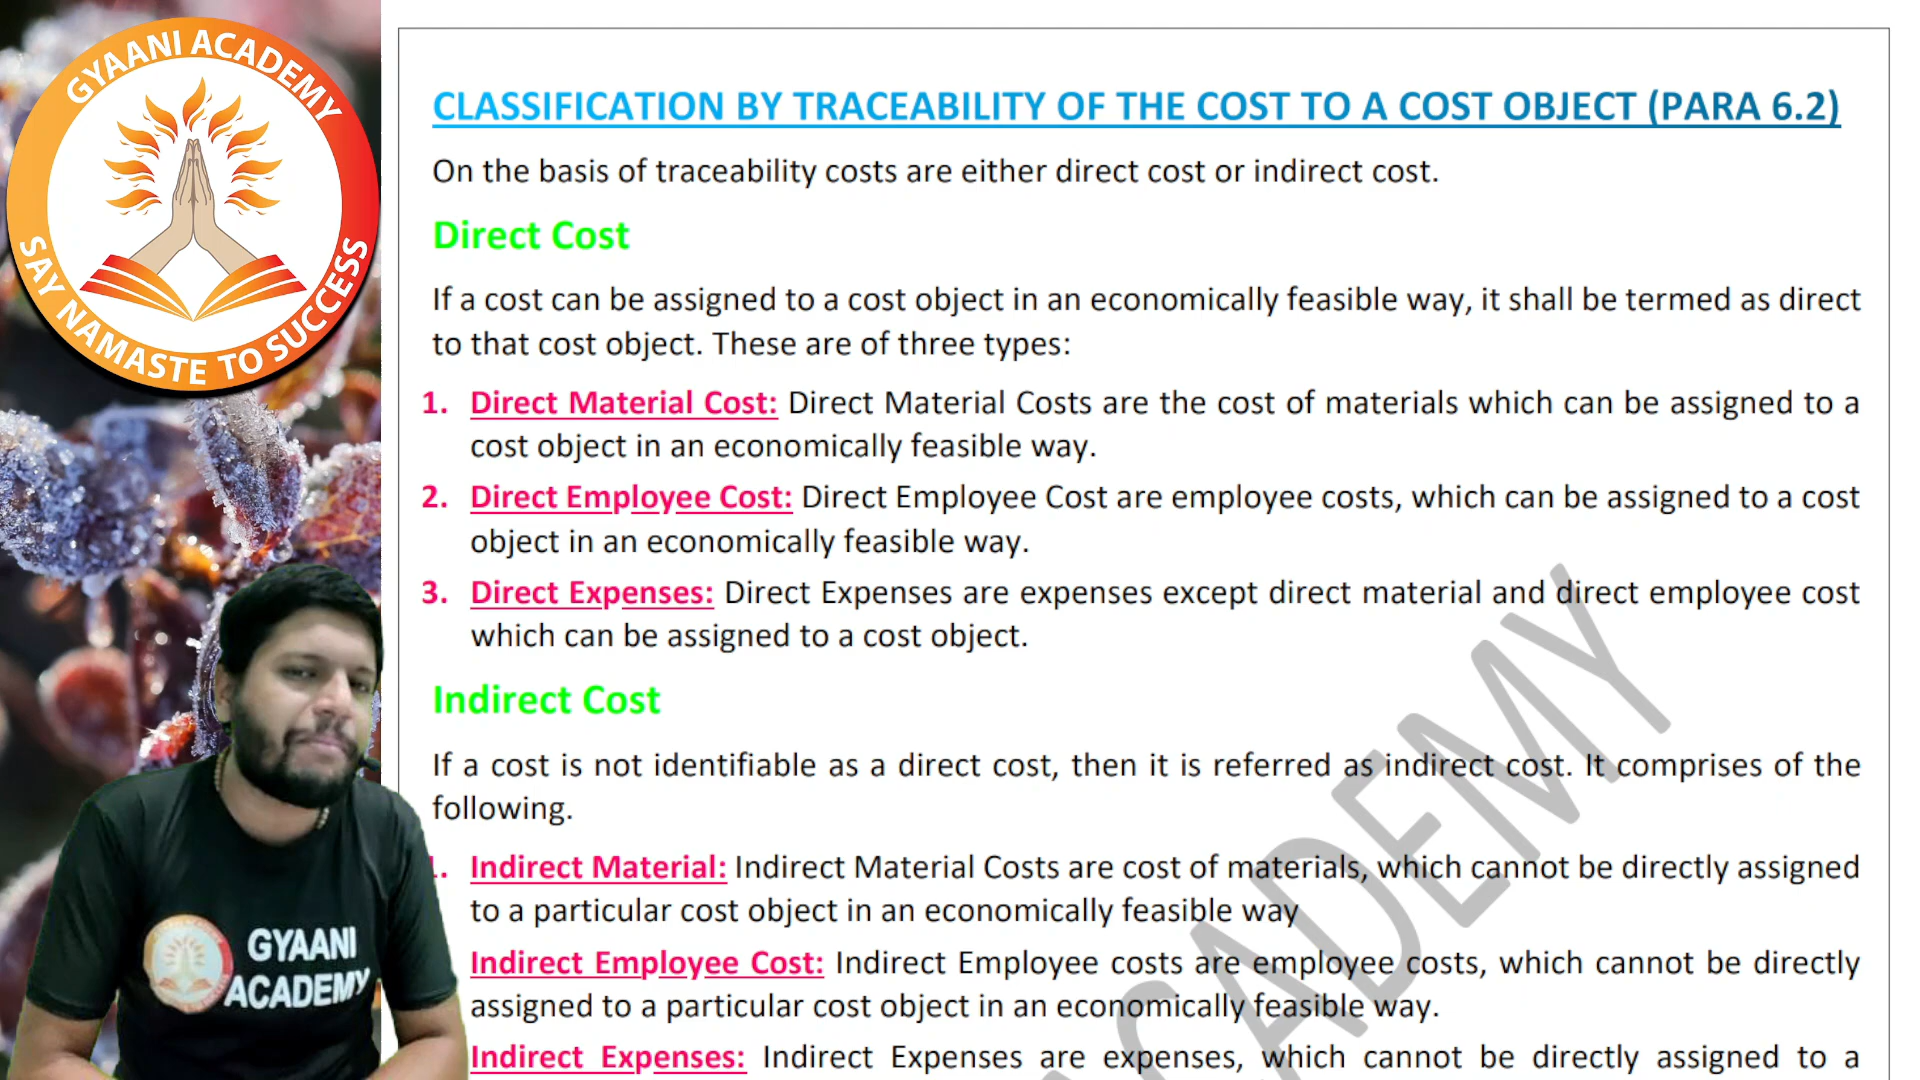 GYAANI ACADEMY
SAY NAMASTE TO SUCCESS
CLASSIFICATION BY TRACEABILITY OF THE COST TO A COST OBJECT (PARA 6.2)
On the basis of traceability costs are either direct cost or indirect cost.
Direct Cost
If a cost can be assigned to a cost object in an economically feasible way, it shall be termed as direct
to that cost object. These are of three types:
1. Direct Material Cost: Direct Material Costs are the cost of materials which can be assigned to a
cost object in an economically feasible way.
2. Direct Employee Cost: Direct Employee Cost are employee costs, which can be assigned to a cost
object in an economically feasible way.
3. Direct Expenses: Direct Expenses are expenses except direct material and direct employee cost
which can be assigned to a cost object.
Indirect Cost
If a cost is not identifiable as a direct cost, then it is referred as indirect cost. It comprises of the
following.
1. Indirect Material: Indirect Material Costs are cost of materials, which cannot be directly assigned
to a particular cost object in an economically feasible way
Indirect Employee Cost: Indirect Employee costs are employee costs, which cannot be directly
assigned to a particular cost object in an economically feasible way.
Indirect Expenses: Indirect Expenses are expenses, which cannot be directly assigned to a
ACADEMY
GYAANI
ACADEMY